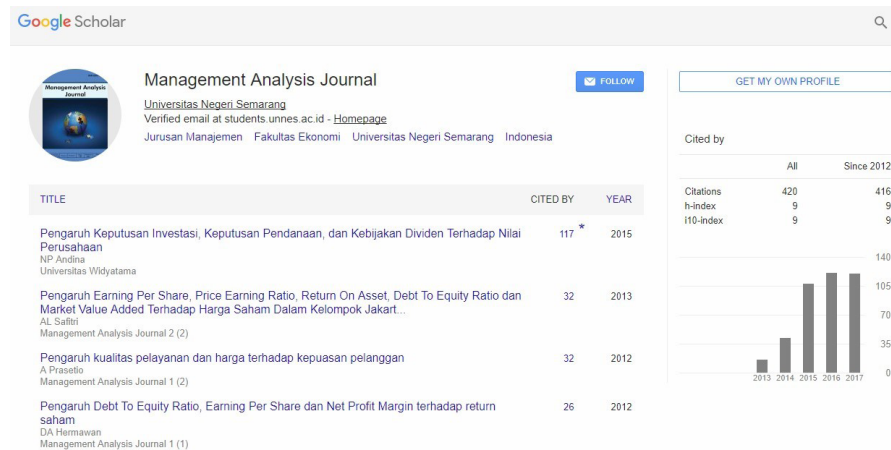 Google Scholar
Management Analysis Journal
Management Analysis Journal
FOLLOW
Universitas Negeri Semarang
Verified email at students.unnes.ac.id - Homepage
Jurusan Manajemen Fakultas Ekonomi Universitas Negeri Semarang Indonesia
TITLE CITED BY YEAR
Pengaruh Keputusan Investasi, Keputusan Pendanaan, dan Kebijakan Dividen Terhadap Nilai 117 * 2015
Perusahaan
NP Andina
Universitas Widyatama
Pengaruh Earning Per Share, Price Earning Ratio, Return On Asset, Debt To Equity Ratio dan 32 2013
Market Value Added Terhadap Harga Saham Dalam Kelompok Jakart...
AL Safitri
Management Analysis Journal 2 (2)
Pengaruh kualitas pelayanan dan harga terhadap kepuasan pelanggan 32 2012
A Prasetio
Management Analysis Journal 1 (2)
Pengaruh Debt To Equity Ratio, Earning Per Share dan Net Profit Margin terhadap return 26 2012
saham
DA Hermawan
Management Analysis Journal 1 (1)
GET MY OWN PROFILE
Cited by
All Since 2012
Citations 420 416
h-index 9 9
i10-index 9 9
140
105
70
35
0
2013 2014 2015 2016 2017